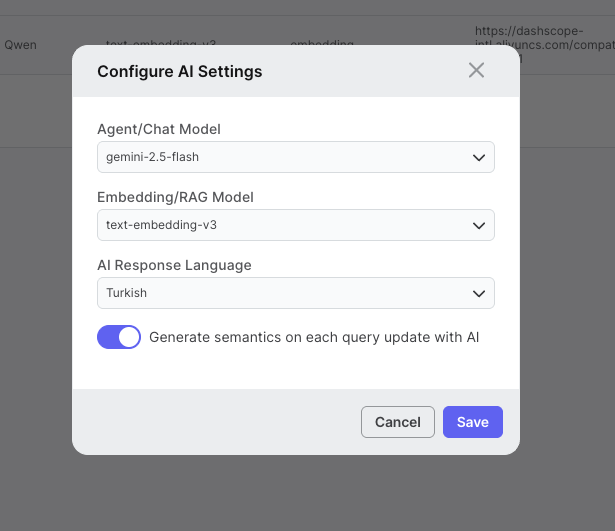 https://dashscope-
Qwen text-embedding-v3 embedding intl.aliyuncs.com/compat
1
Configure AI Settings
Agent/Chat Model
gemini-2.5-flash
Embedding/RAG Model
text-embedding-v3
AI Response Language
Turkish
Generate semantics on each query update with AI
Cancel Save